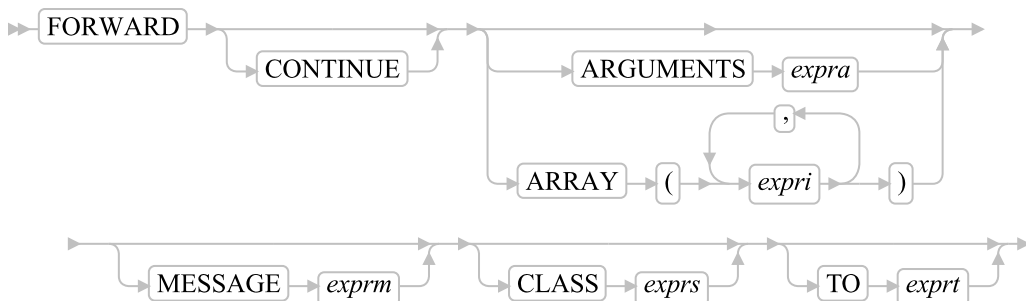 FORWARD
CONTINUE
ARGUMENTS expra
,
ARRAY ( expri )
MESSAGE exprm CLASS exprs TO exprt